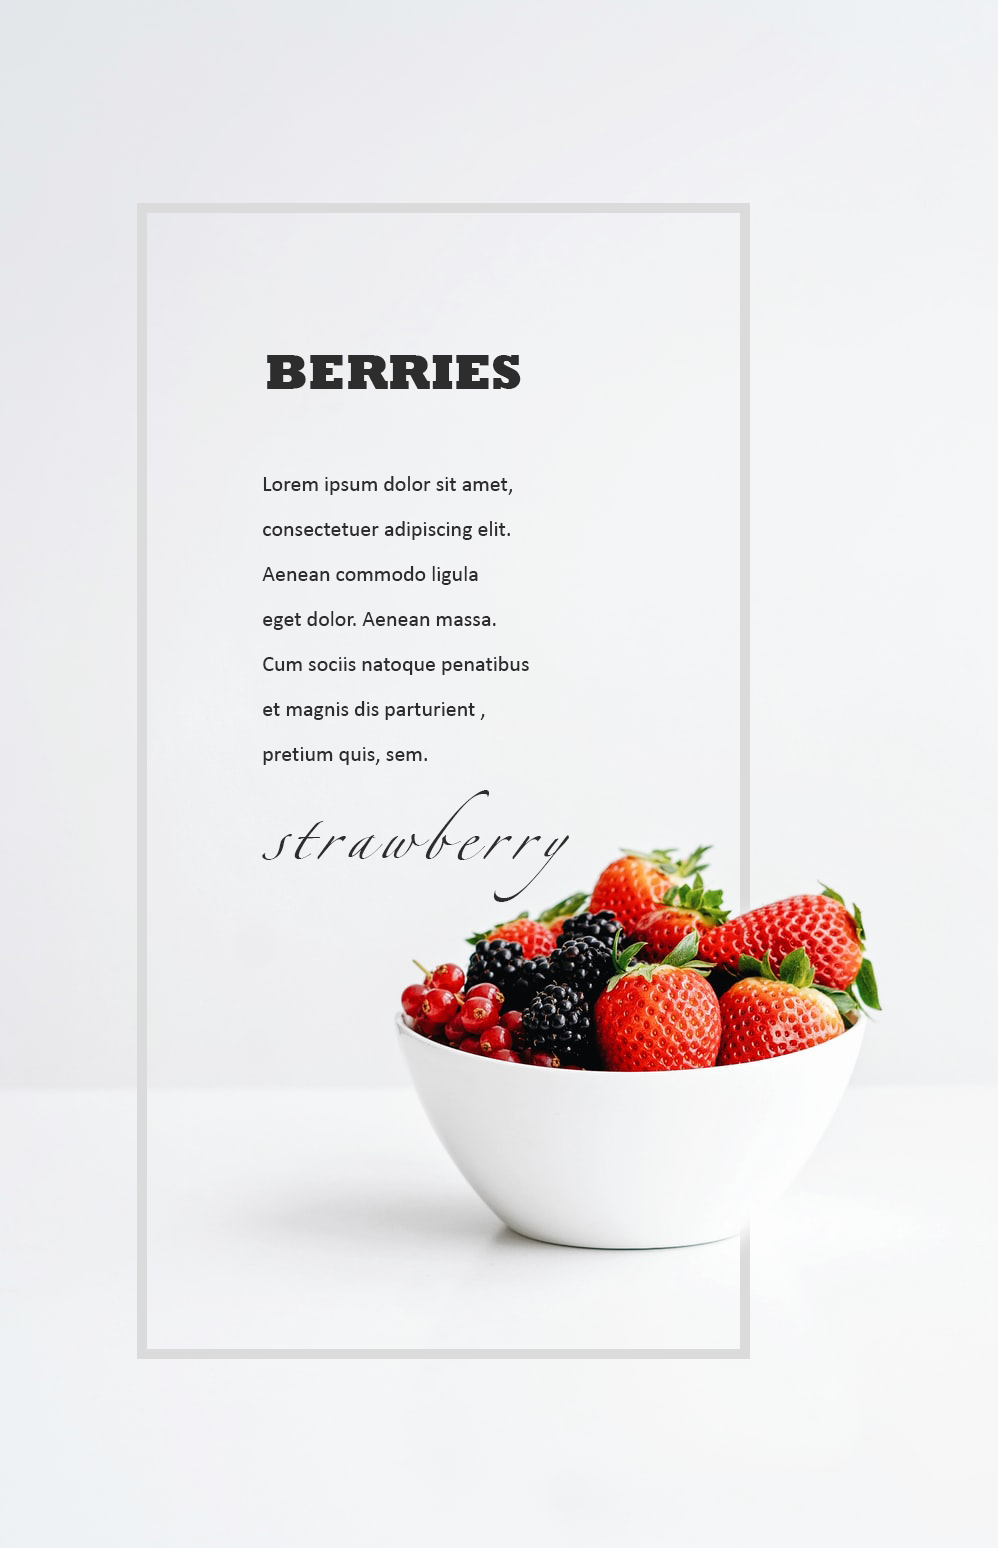 BERRIES
Lorem ipsum dolor sit amet,
consectetuer adipiscing elit.
Aenean commodo ligula
eget dolor. Aenean massa.
Cum sociis natoque penatibus
et magnis dis parturient ,
pretium quis, sem.
strawberry